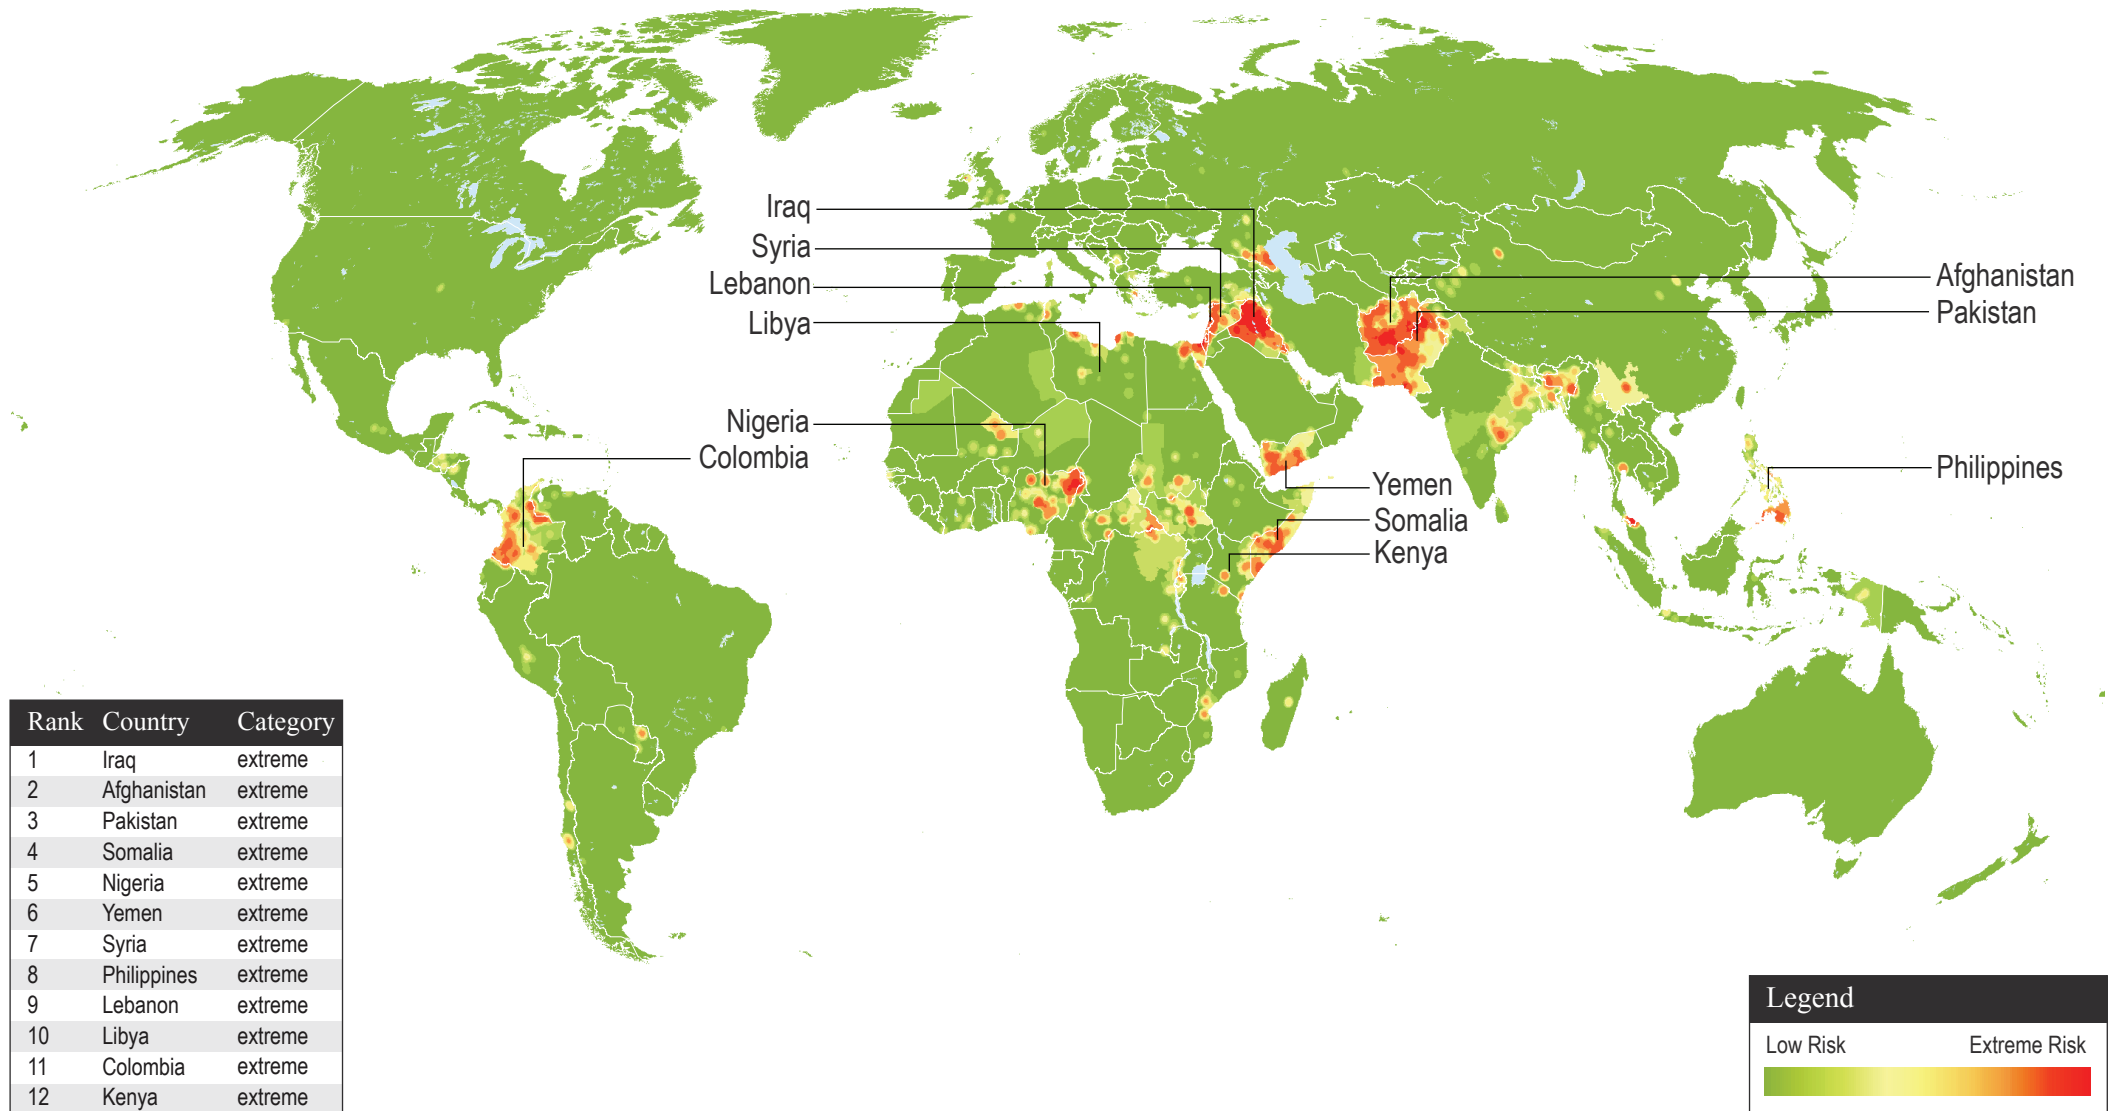 Iraq
Syria
Lebanon
Libya
Nigeria
Colombia
Afghanistan
Pakistan
Philippines
Yemen
Somalia
Kenya
Rank Country Category
1 Iraq extreme
2 Afghanistan extreme
3 Pakistan extreme
4 Somalia extreme
5 Nigeria extreme
6 Yemen extreme
7 Syria extreme
8 Philippines extreme
9 Lebanon extreme
10 Libya extreme
11 Colombia extreme
12 Kenya extreme
Legend
Low Risk Extreme Risk